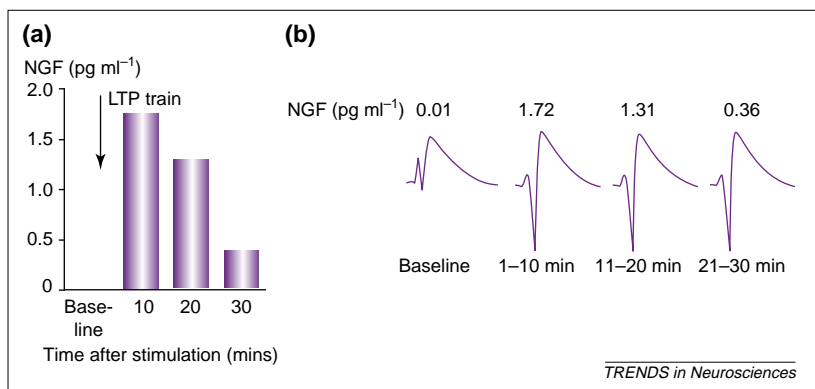 (a)
NGF (pg ml⁻¹)
2.0
LTP train
1.5
1.0
0.5
0
Base-
line
10 20 30
Time after stimulation (mins)
(b)
NGF (pg ml⁻¹) 0.01 1.72 1.31 0.36
Baseline 1–10 min 11–20 min 21–30 min
TRENDS in Neurosciences